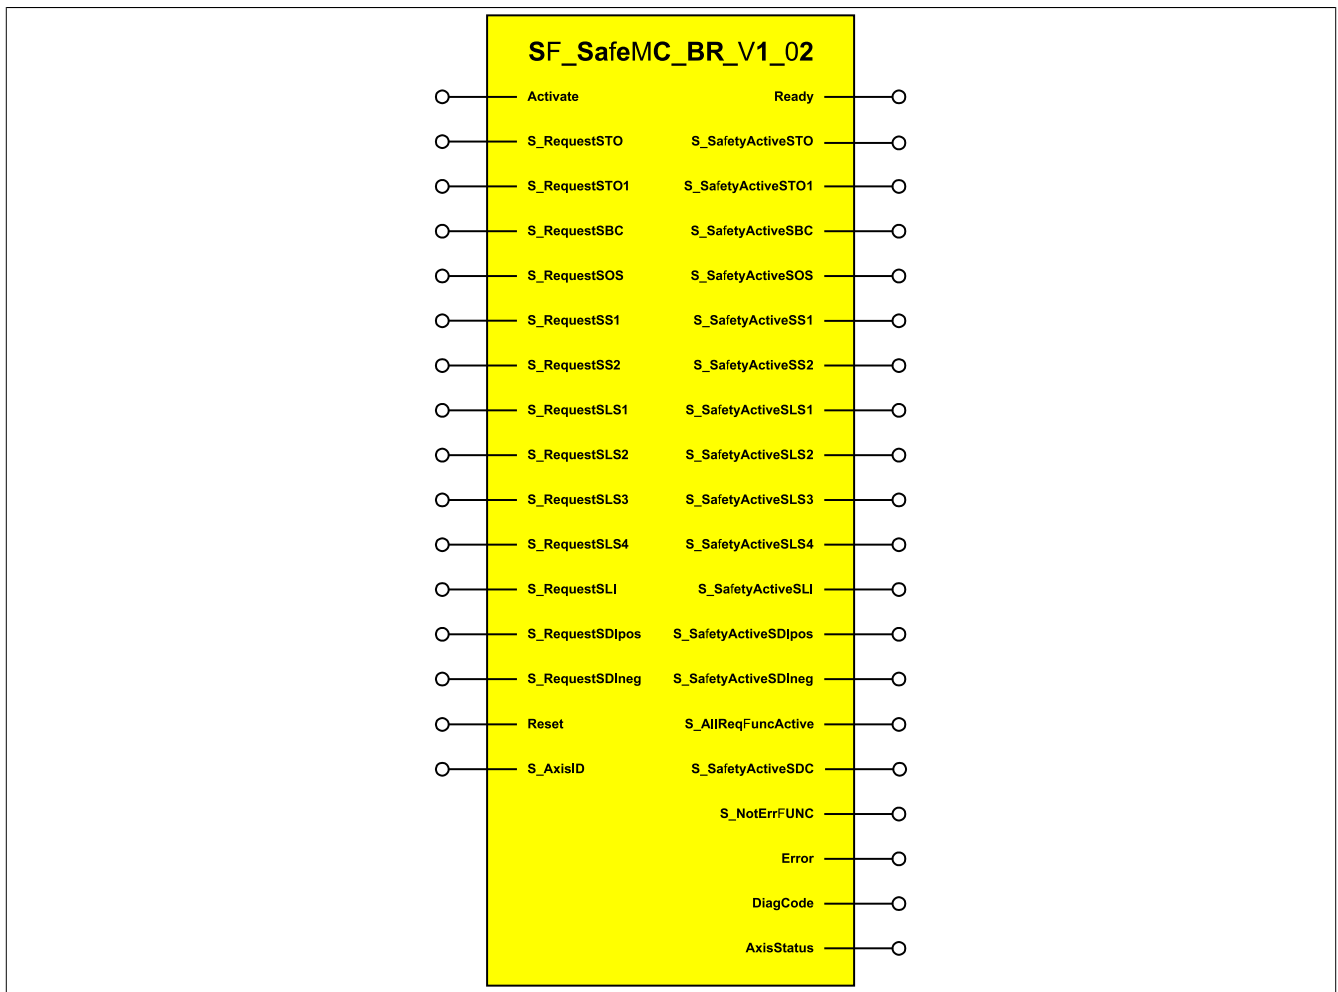 SF_SafeMC_BR_V1_02
Activate Ready
S_RequestSTO S_SafetyActiveSTO
S_RequestSTO1 S_SafetyActiveSTO1
S_RequestSBC S_SafetyActiveSBC
S_RequestSOS S_SafetyActiveSOS
S_RequestSS1 S_SafetyActiveSS1
S_RequestSS2 S_SafetyActiveSS2
S_RequestSLS1 S_SafetyActiveSLS1
S_RequestSLS2 S_SafetyActiveSLS2
S_RequestSLS3 S_SafetyActiveSLS3
S_RequestSLS4 S_SafetyActiveSLS4
S_RequestSLI S_SafetyActiveSLI
S_RequestSDIpos S_SafetyActiveSDIpos
S_RequestSDIneg S_SafetyActiveSDIneg
Reset S_AllReqFuncActive
S_AxisID S_SafetyActiveSDC
S_NotErrFUNC
Error
DiagCode
AxisStatus